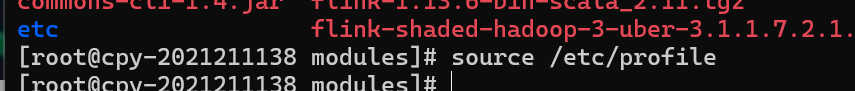 commons-cli-1.4.jar flink-1.13.6-bin-scala_2.11.tgz
etc flink-shaded-hadoop-3-uber-3.1.1.7.2.1.
[root@cpy-2021211138 modules]# source /etc/profile
[root@cpy-2021211138 modules]#